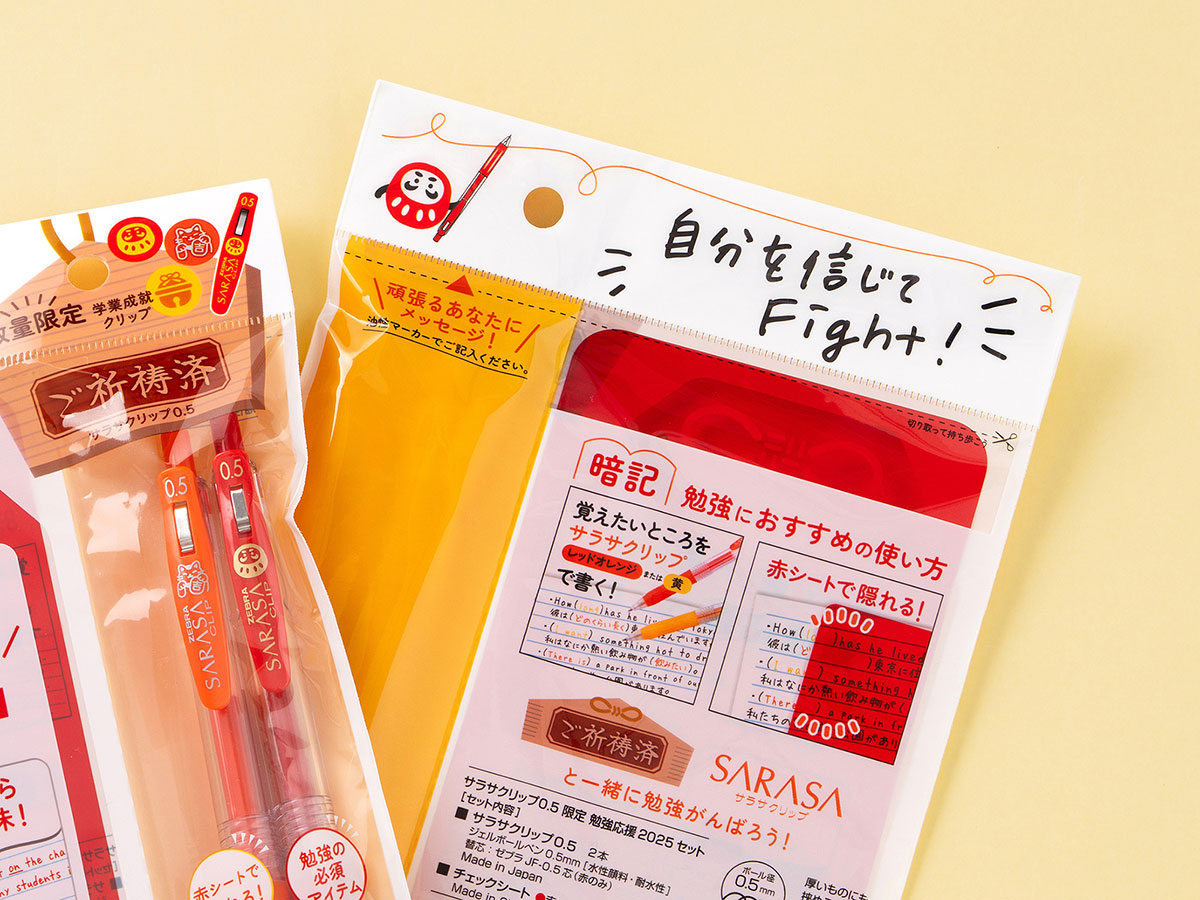 0.5
ZEBRA
SARASA
CLIP
数量限定
学業成就
クリップ
ご祈祷済
サラサクリップ0.5
0.5
ZEBRA
SARASA
CLIP
0.5
ZEBRA
SARASA
CLIP
赤シートで
勉強の
必須
アイテム
自分を信じて
Fight!
頑張るあなたに
メッセージ!
油性マーカーでご記入ください。
切り取って持ち歩こう
暗記
勉強におすすめの使い方
覚えたいところを
サラサクリップ
レッドオレンジ または 黄
で書く!
赤シートで隠れる!
ご祈祷済
と一緒に勉強がんばろう!
SARASA
サラサクリップ
サラサクリップ0.5 限定 勉強応援 2025 セット
[セット内容]
■ サラサクリップ0.5 2本
ジェルボールペン 0.5mm [水性顔料・耐水性]
替芯:ゼブラ JF-0.5 芯(赤のみ)
Made in Japan
■ チェックシート
ボール径
0.5mm
厚いものにも